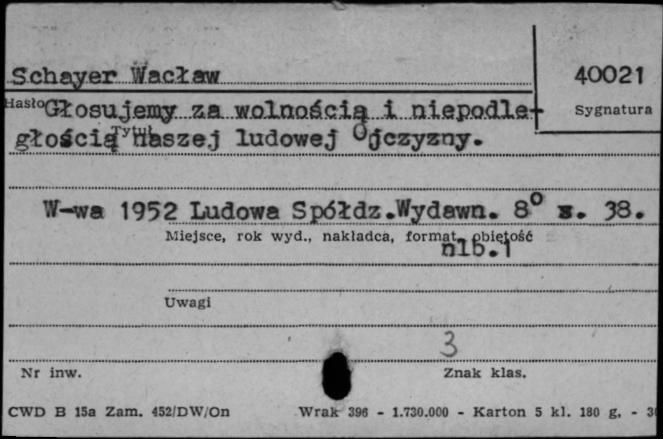 Schayer Wacław
40021
Hasło
Sygnatura
Głosujemy za wolnością i niepodle-
głością naszej ludowej Ojczyzny.
Tytuł
W-wa 1952 Ludowa Spółdz.Wydawn. 8° s. 38.
Miejsce, rok wyd., nakładca, format, objętość
nlb.1
Uwagi
3
Nr inw.
Znak klas.
CWD B 15a Zam. 452/DW/On
Wrak 396 - 1.730.000 - Karton 5 kl. 180 g, -